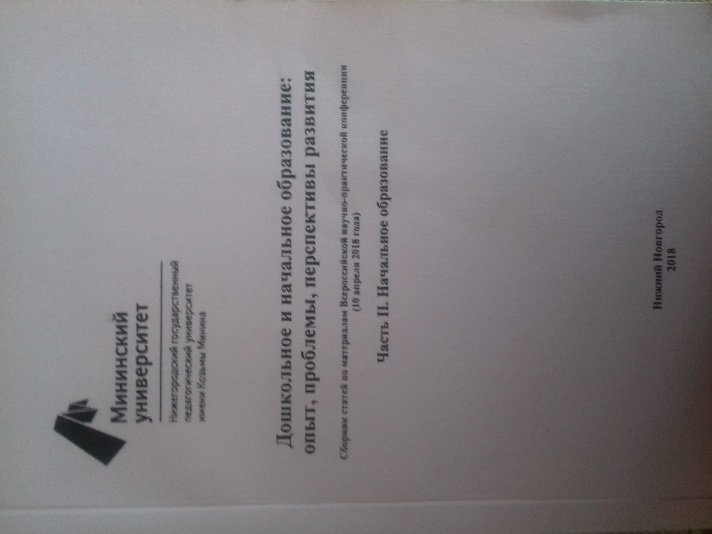 Мининский
университет
Нижегородский государственный
педагогический университет
имени Козьмы Минина
Дошкольное и начальное образование:
опыт, проблемы, перспективы развития
Сборник статей по материалам Всероссийской научно-практической конференции
(10 апреля 2018 года)
Часть II. Начальное образование
Нижний Новгород
2018